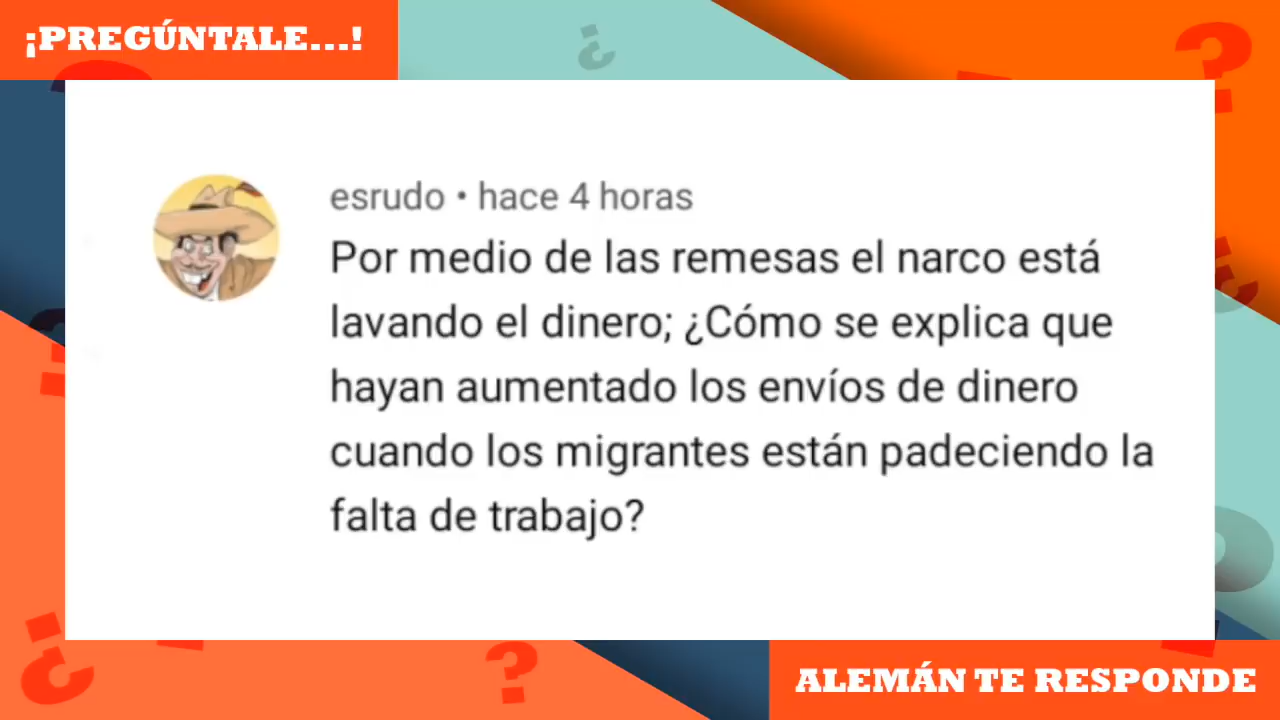 ¡PREGÚNTALE...!
esrudo • hace 4 horas
Por medio de las remesas el narco está
lavando el dinero; ¿Cómo se explica que
hayan aumentado los envíos de dinero
cuando los migrantes están padeciendo la
falta de trabajo?
ALEMÁN TE RESPONDE